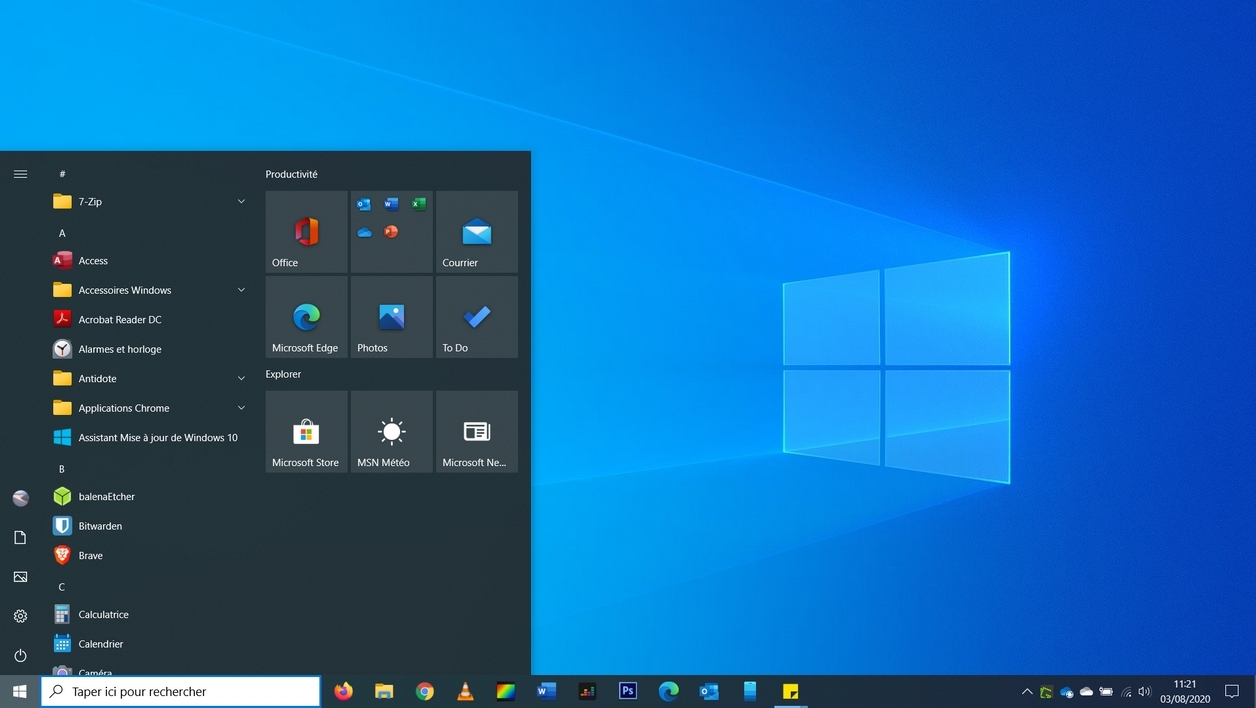 #
7-Zip
A
Access
Accessoires Windows
Acrobat Reader DC
Alarmes et horloge
Antidote
Applications Chrome
Assistant Mise à jour de Windows 10
B
balenaEtcher
Bitwarden
Brave
C
Calculatrice
Calendrier
Caméra
Productivité
Office
Courrier
Microsoft Edge
Photos
To Do
Explorer
Microsoft Store
MSN Météo
Microsoft Ne...
Taper ici pour rechercher
Ps
11:21
03/08/2020